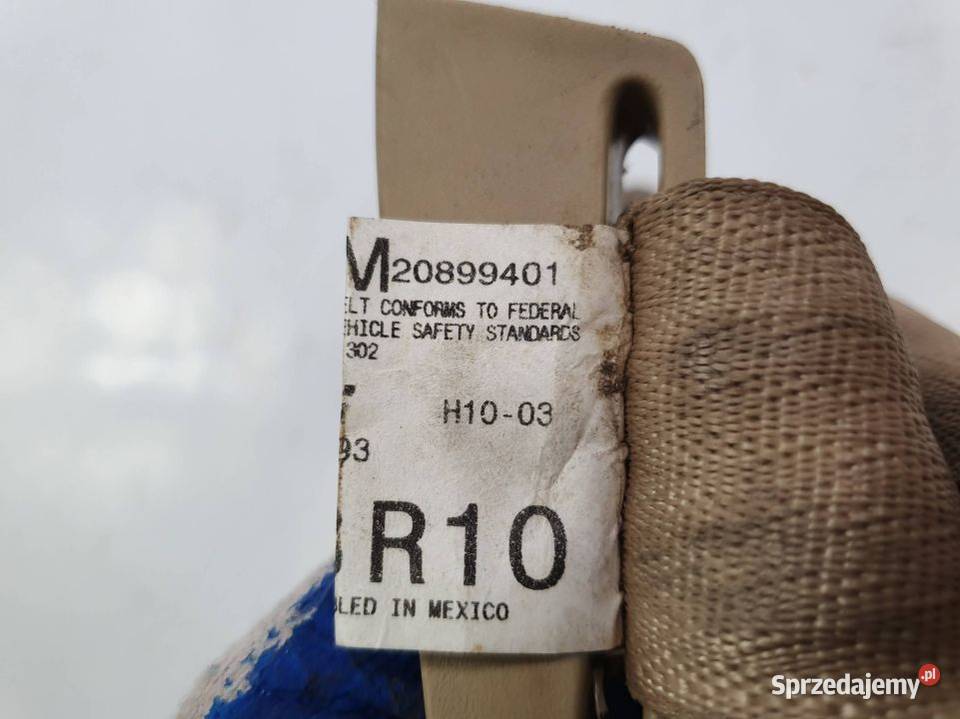 M20899401
ELT CONFORMS TO FEDERAL
EHICLE SAFETY STANDARDS
302
H10-03
93
R10
LED IN MEXICO
Sprzedajemy.pl